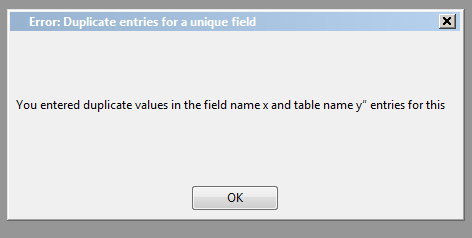 Error: Duplicate entries for a unique field
You entered duplicate values in the field name x and table name y” entries for this
OK